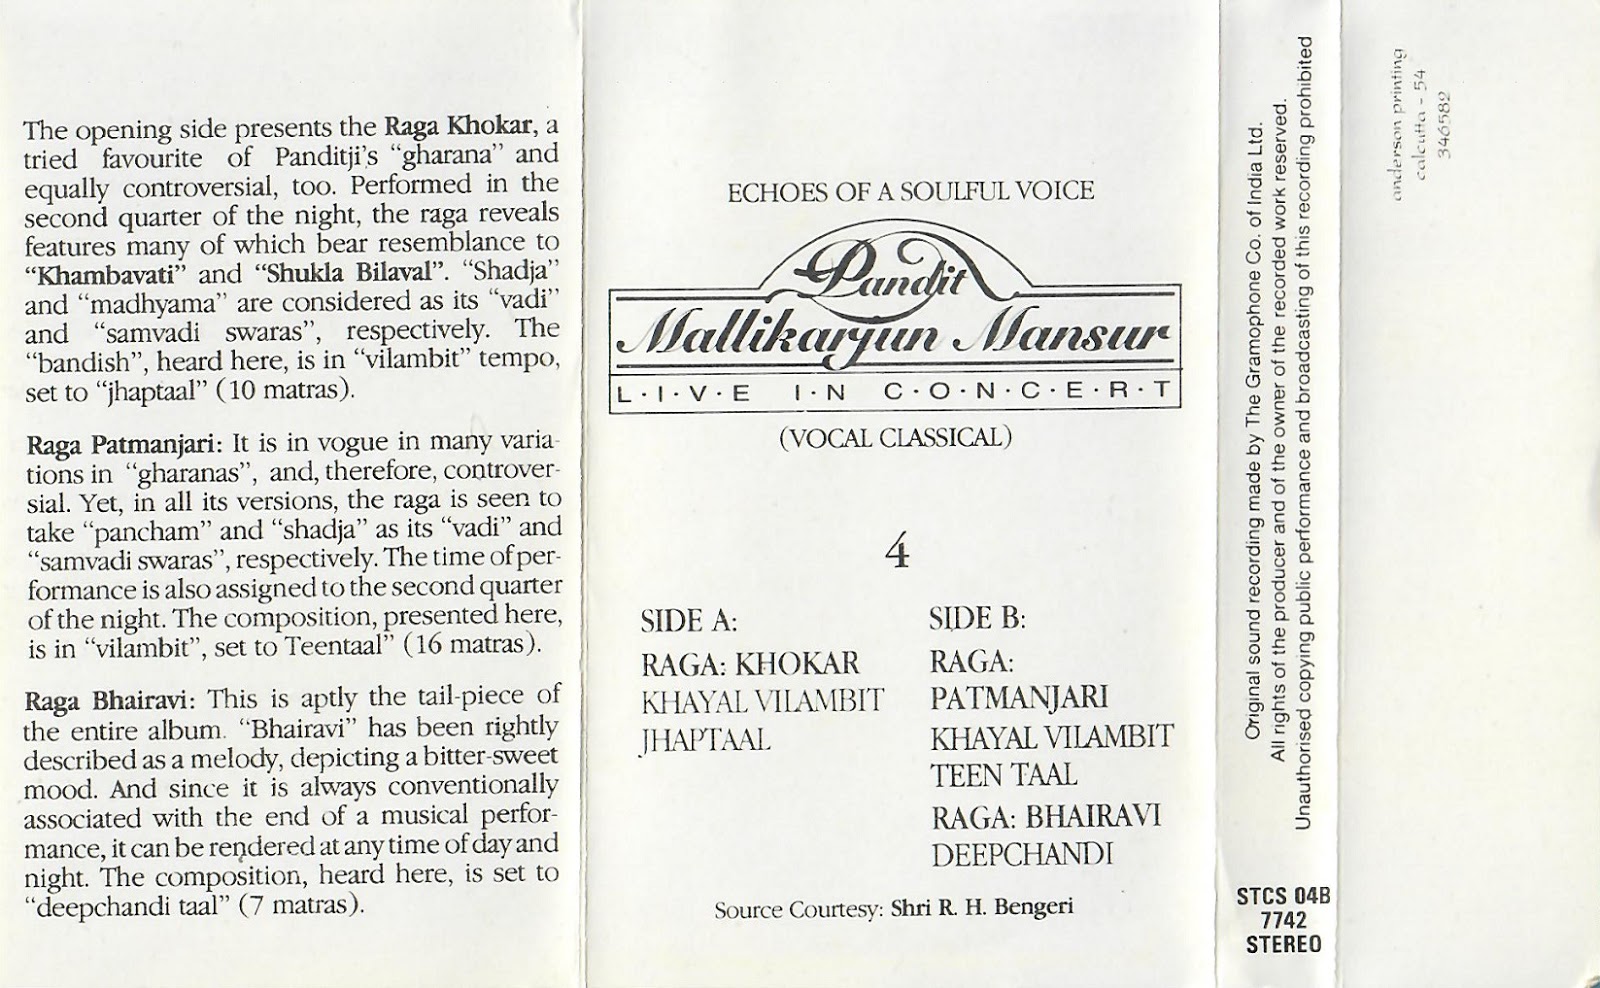 The opening side presents the Raga Khokar, a
tried favourite of Panditji's "gharana" and
equally controversial, too. Performed in the
second quarter of the night, the raga reveals
features many of which bear resemblance to
"Khambavati" and "Shukla Bilaval". "Shadja"
and "madhyama" are considered as its "vadi"
and "samvadi swaras", respectively. The
"bandish", heard here, is in "vilambit" tempo,
set to "jhaptaal" (10 matras).
Raga Patmanjari: It is in vogue in many varia-
tions in "gharanas", and, therefore, controver-
sial. Yet, in all its versions, the raga is seen to
take "pancham" and "shadja" as its "vadi" and
"samvadi swaras", respectively. The time of per-
formance is also assigned to the second quarter
of the night. The composition, presented here,
is in "vilambit", set to Teentaal" (16 matras).
Raga Bhairavi: This is aptly the tail-piece of
the entire album. "Bhairavi" has been rightly
described as a melody, depicting a bitter-sweet
mood. And since it is always conventionally
associated with the end of a musical perfor-
mance, it can be rendered at any time of day and
night. The composition, heard here, is set to
"deepchandi taal" (7 matras).
ECHOES OF A SOULFUL VOICE
Pandit
Mallikarjun Mansur
L·I·V·E I·N C·O·N·C·E·R·T
(VOCAL CLASSICAL)
4
SIDE A:
RAGA: KHOKAR
KHAYAL VILAMBIT
JHAPTAAL
SIDE B:
RAGA:
PATMANJARI
KHAYAL VILAMBIT
TEEN TAAL
RAGA: BHAIRAVI
DEEPCHANDI
Source Courtesy: Shri R. H. Bengeri
Original sound recording made by The Gramophone Co. of India Ltd.
All rights of the producer and of the owner of the recorded work reserved.
Unauthorised copying public performance and broadcasting of this recording prohibited
STCS 04B
7742
STEREO
anderson printing
calcutta - 54
346582